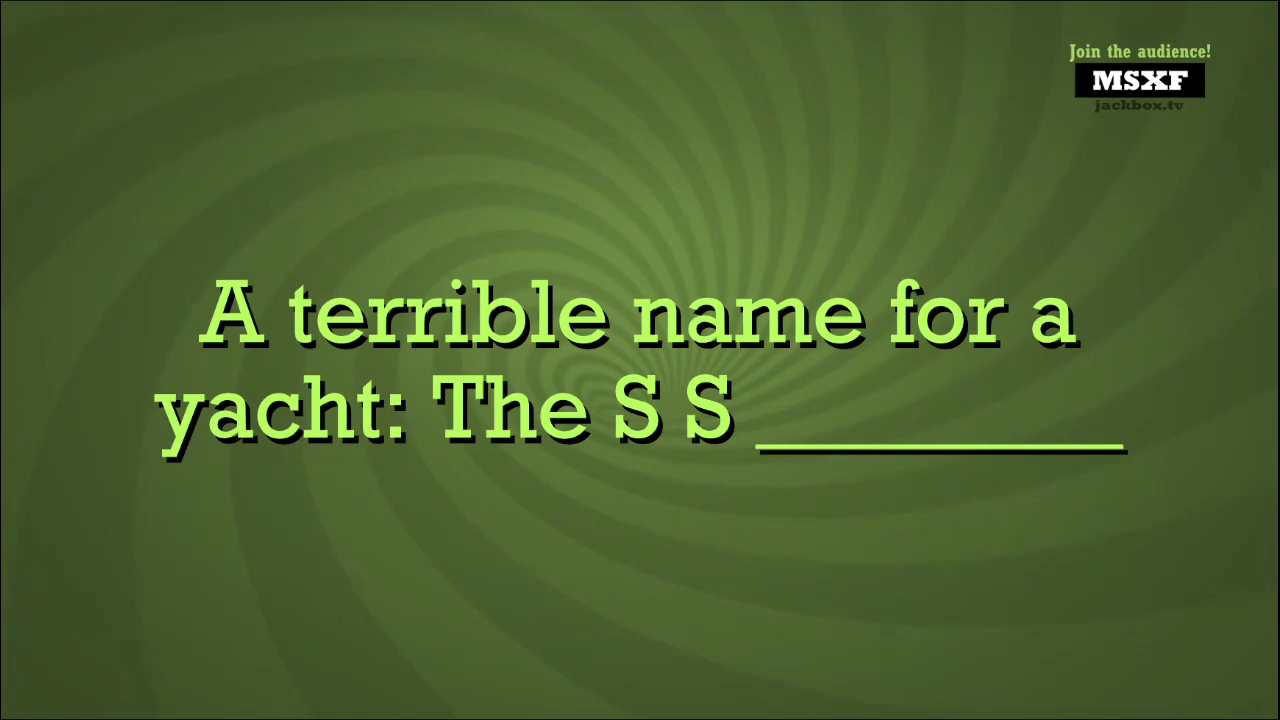 Join the audience!
MSXF
jackbox.tv
A terrible name for a
yacht: The S S ________